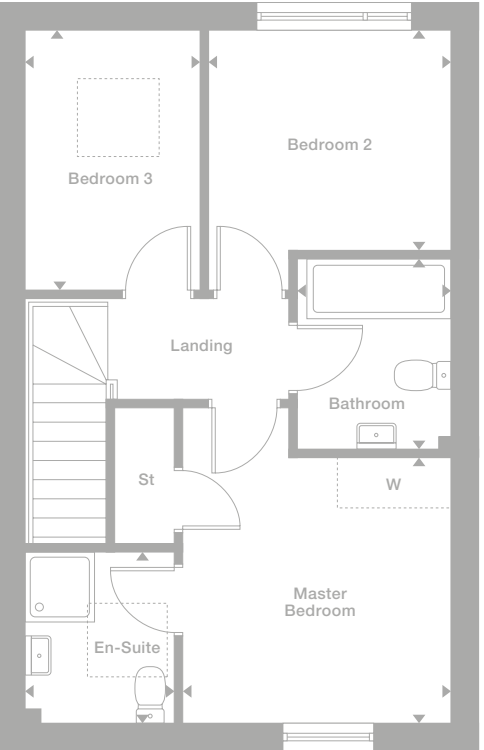 Bedroom 2
Bedroom 3
Landing
Bathroom
St
W
Master
Bedroom
En-Suite